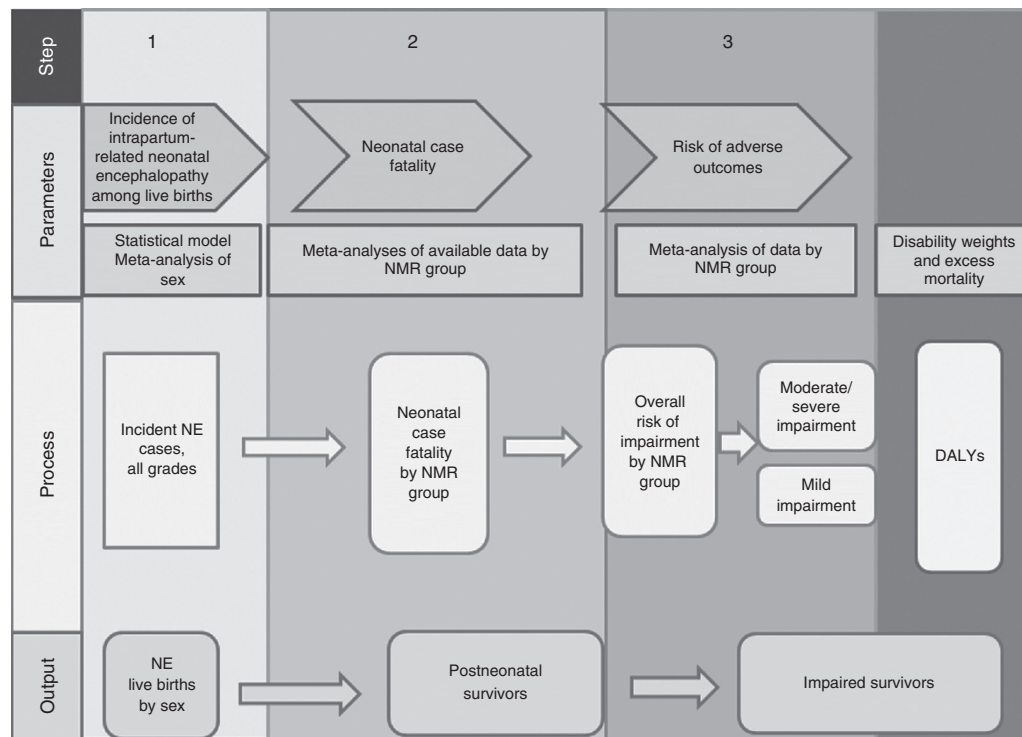 Step
1
2
3
Parameters
Incidence of
intrapartum-
related neonatal
encephalopathy
among live births
Neonatal case
fatality
Risk of adverse
outcomes
Statistical model
Meta-analysis of
sex
Meta-analyses of available data by
NMR group
Meta-analysis of data by
NMR group
Disability weights
and excess
mortality
Process
Incident NE
cases,
all grades
Neonatal
case
fatality
by NMR
group
Overall
risk of
impairment
by NMR
group
Moderate/
severe
impairment
Mild
impairment
DALYs
Output
NE
live births
by sex
Postneonatal
survivors
Impaired survivors